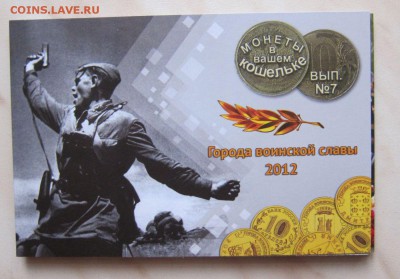 COINS.LAVE.RU
МОНЕТЫ
в
вашем
кошельке
ВЫП.
№7
Города воинской славы
2012